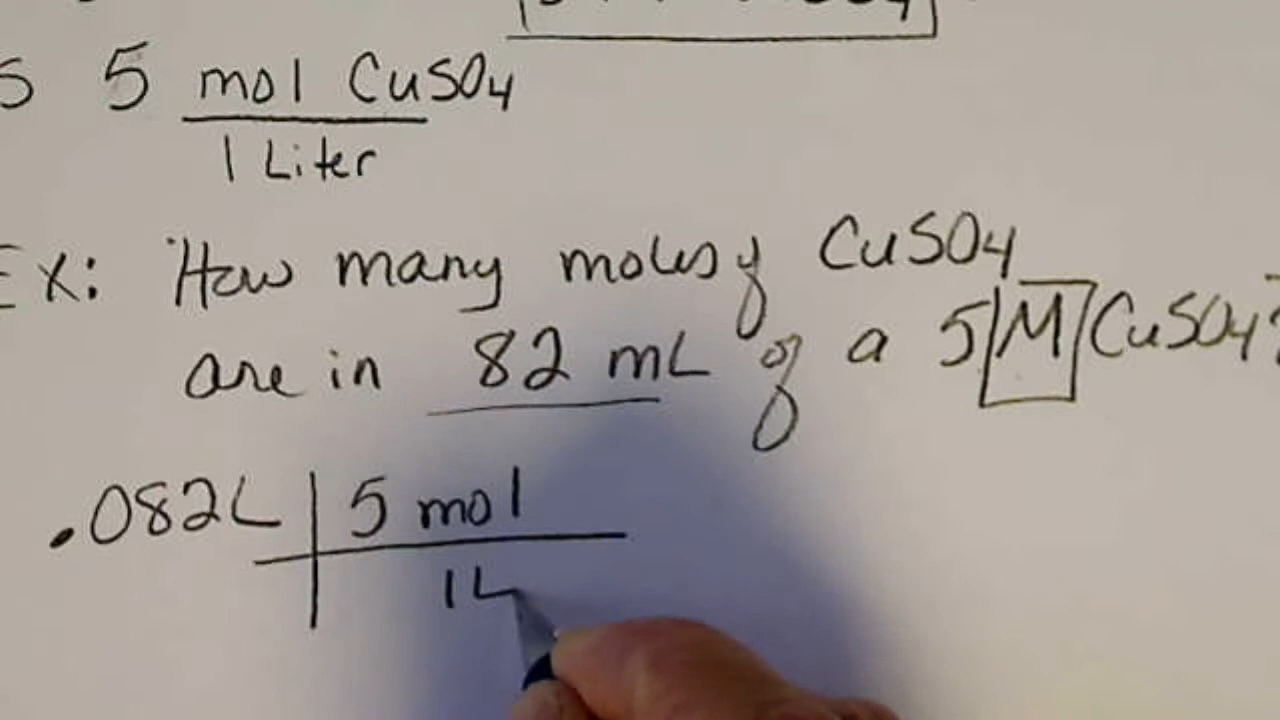 5 mol CuSO4
1 Liter
EX: How many moles of CuSO4
are in 82 mL of a 5 M CuSO4?
.082L | 5 mol
1L